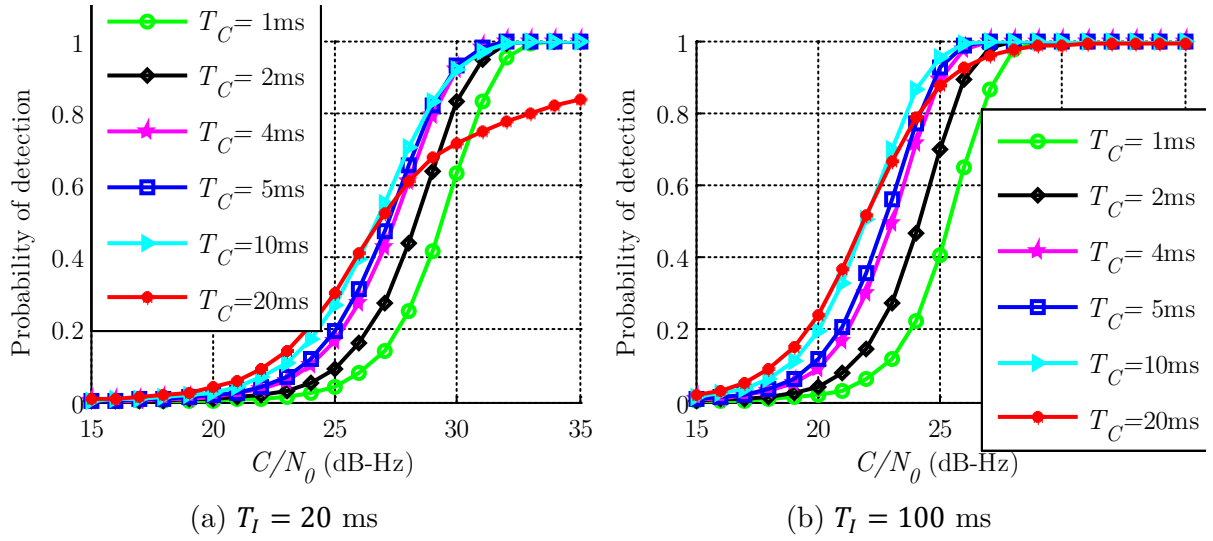 T_C = 1ms
T_C = 2ms
T_C = 4ms
T_C = 5ms
T_C =10ms
T_C =20ms
Probability of detection
1
0.8
0.6
0.4
0.2
0
15
20
25
30
35
C/N_0 (dB-Hz)
(a) T_I = 20 ms
T_C = 1ms
T_C = 2ms
T_C = 4ms
T_C = 5ms
T_C =10ms
T_C =20ms
Probability of detection
1
0.8
0.6
0.4
0.2
0
15
20
25
C/N_0 (dB-Hz)
(b) T_I = 100 ms